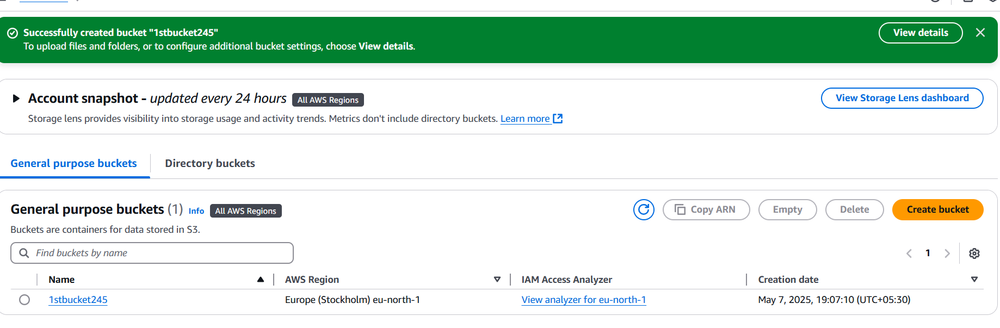 Successfully created bucket "1stbucket245"
View details
To upload files and folders, or to configure additional bucket settings, choose View details.
Account snapshot - updated every 24 hours All AWS Regions
View Storage Lens dashboard
Storage lens provides visibility into storage usage and activity trends. Metrics don't include directory buckets. Learn more
General purpose buckets Directory buckets
General purpose buckets (1) Info All AWS Regions
Copy ARN Empty Delete Create bucket
Buckets are containers for data stored in S3.
Find buckets by name
1
Name AWS Region IAM Access Analyzer Creation date
1stbucket245 Europe (Stockholm) eu-north-1 View analyzer for eu-north-1 May 7, 2025, 19:07:10 (UTC+05:30)